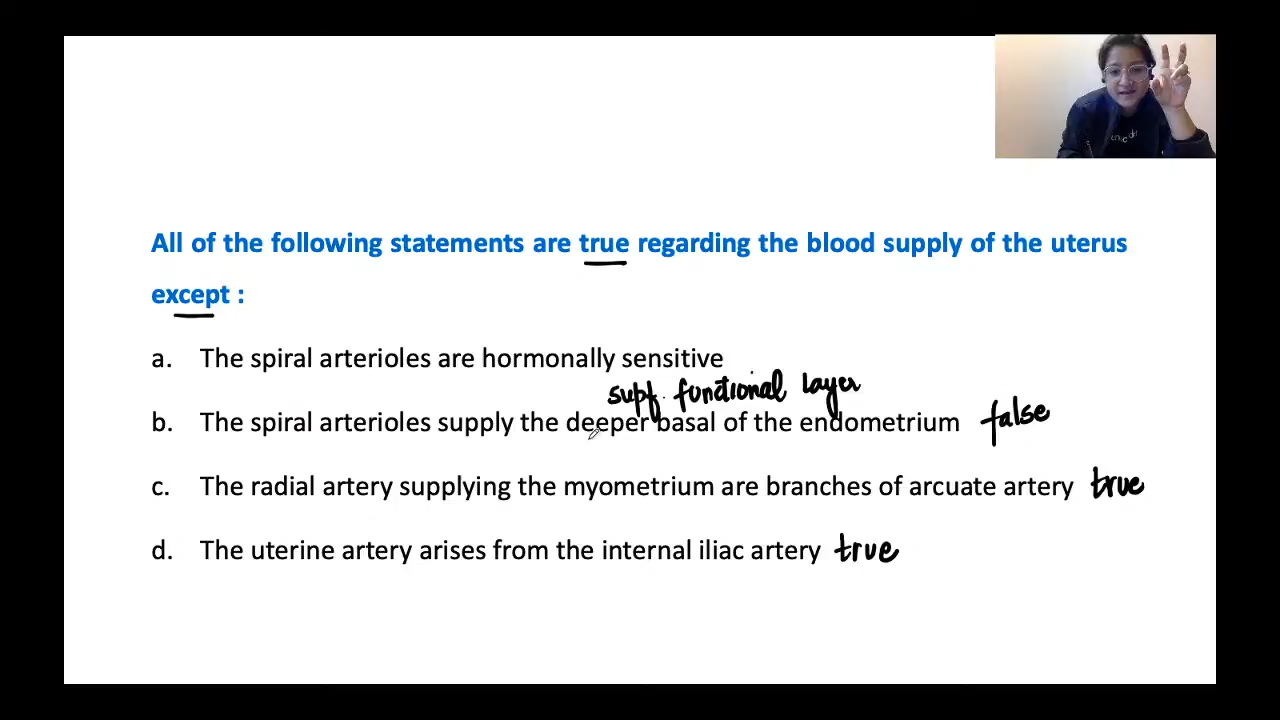 All of the following statements are true regarding the blood supply of the uterus
except :
a. The spiral arterioles are hormonally sensitive
supf. functional layer
b. The spiral arterioles supply the deeper basal of the endometrium false
c. The radial artery supplying the myometrium are branches of arcuate artery true
d. The uterine artery arises from the internal iliac artery true